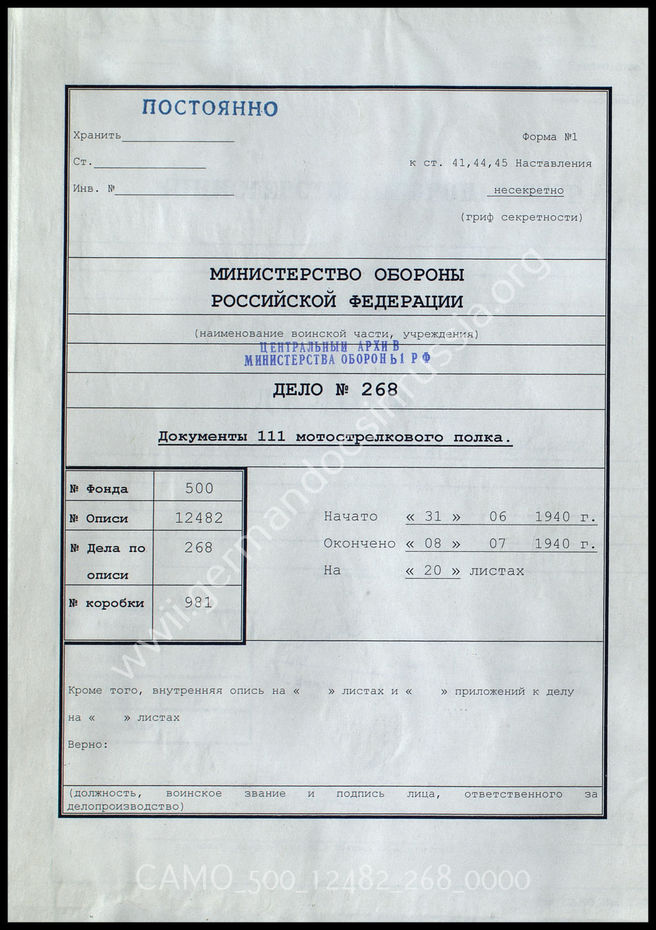 ПОСТОЯННО
Хранить
Форма №1
Ст.
к ст. 41,44,45 Наставления
Инв. №
несекретно
(гриф секретности)
МИНИСТЕРСТВО ОБОРОНЫ
РОССИЙСКОЙ ФЕДЕРАЦИИ
(наименование воинской части, учреждения)
ЦЕНТРАЛЬНЫЙ АРХИВ
МИНИСТЕРСТВА ОБОРОНЫ РФ
ДЕЛО № 268
Документы 111 мотострелкового полка.
№ Фонда 500
№ Описи 12482
№ Дела по 268
описи
№ коробки 981
Начато « 31 » 06 1940 г.
Окончено « 08 » 07 1940 г.
На « 20 » листах
Кроме того, внутренняя опись на « » листах и « » приложений к делу
на « » листах
Верно:
(должность, воинское звание и подпись лица, ответственного за
делопроизводство)
www.wwii.germandocsinrussia.org
CAMO_500_12482_268_0000